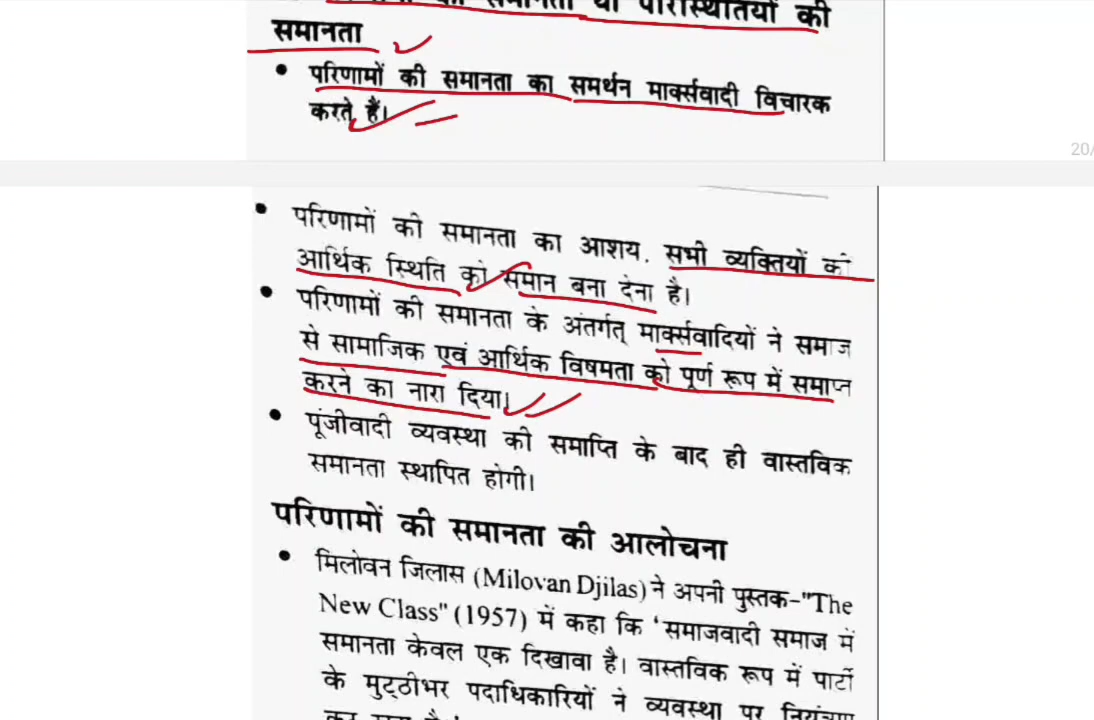 की समानता या परिस्थितियों की
समानता
• परिणामों की समानता का समर्थन मार्क्सवादी विचारक
करते हैं।
20/
• परिणामों की समानता का आशय, सभी व्यक्तियों की
आर्थिक स्थिति को समान बना देना है।
• परिणामों की समानता के अंतर्गत् मार्क्सवादियों ने समाज
से सामाजिक एवं आर्थिक विषमता को पूर्ण रूप में समाप्त
करने का नारा दिया।
• पूंजीवादी व्यवस्था की समाप्ति के बाद ही वास्तविक
समानता स्थापित होगी।
परिणामों की समानता की आलोचना
• मिलोवन जिलास (Milovan Djilas) ने अपनी पुस्तक-"The
New Class" (1957) में कहा कि 'समाजवादी समाज में
समानता केवल एक दिखावा है। वास्तविक रूप में पार्टी
के मुट्ठीभर पदाधिकारियों ने व्यवस्था पर नियंत्रण